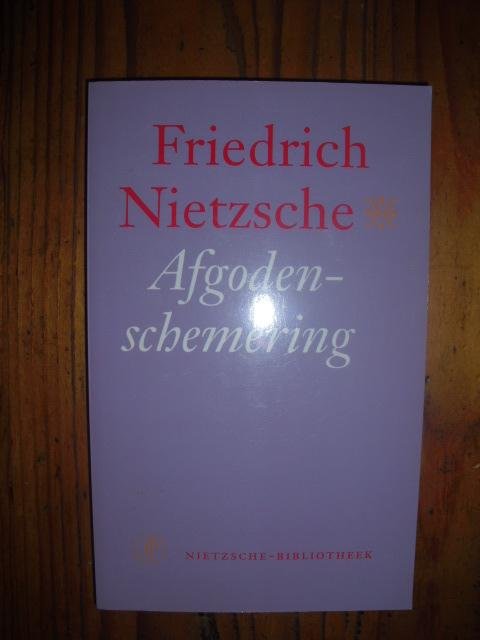 Friedrich
Nietzsche
Afgoden-
schemering
NIETZSCHE-BIBLIOTHEEK